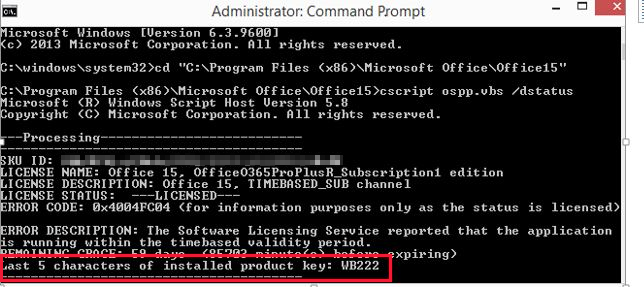 Administrator: Command Prompt
Microsoft Windows [Version 6.3.9600]
(c) 2013 Microsoft Corporation. All rights reserved.
C:\windows\system32>cd "C:\Program Files (x86)\Microsoft Office\Office15"
C:\Program Files (x86)\Microsoft Office\Office15>cscript ospp.vbs /dstatus
Microsoft (R) Windows Script Host Version 5.8
Copyright (C) Microsoft Corporation. All rights reserved.
---Processing--------------------------
---------------------------------------
SKU ID:
LICENSE NAME: Office 15, OfficeO365ProPlusR_Subscription1 edition
LICENSE DESCRIPTION: Office 15, TIMEBASED_SUB channel
LICENSE STATUS:  ---LICENSED---
ERROR CODE: 0x4004FC04 (for information purposes only as the status is licensed)
ERROR DESCRIPTION: The Software Licensing Service reported that the application
is running within the timebased validity period.
REMAINING GRACE: 59 days  (85703 minute(s) before expiring)
Last 5 characters of installed product key: WB222
---------------------------------------